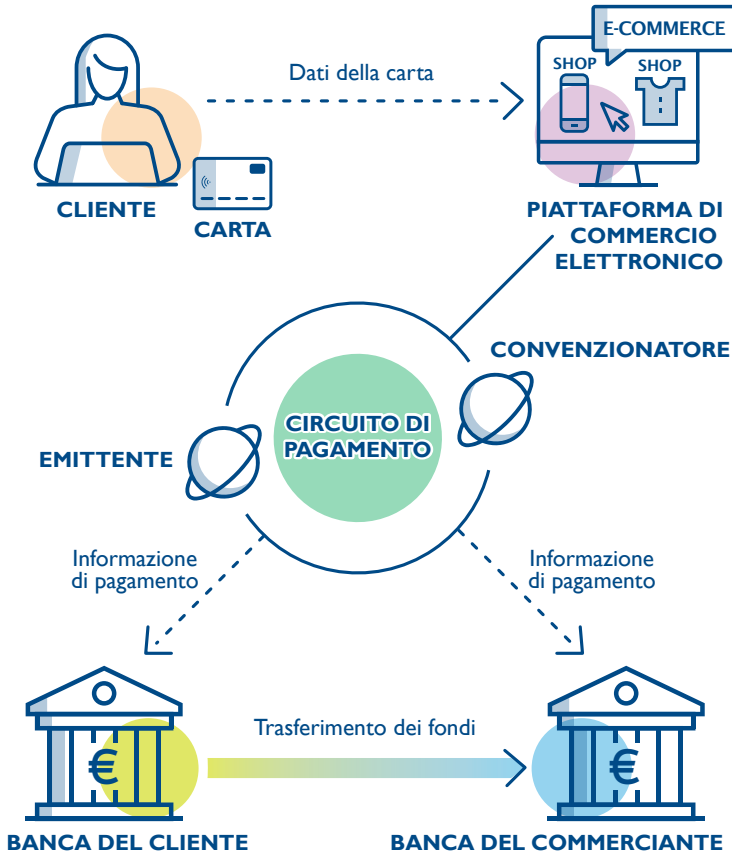 E-COMMERCE
SHOP
SHOP
Dati della carta
CLIENTE
CARTA
PIATTAFORMA DI
COMMERCIO
ELETTRONICO
CONVENZIONATORE
CIRCUITO DI
PAGAMENTO
EMITTENTE
Informazione
di pagamento
Informazione
di pagamento
Trasferimento dei fondi
€
€
BANCA DEL CLIENTE
BANCA DEL COMMERCIANTE